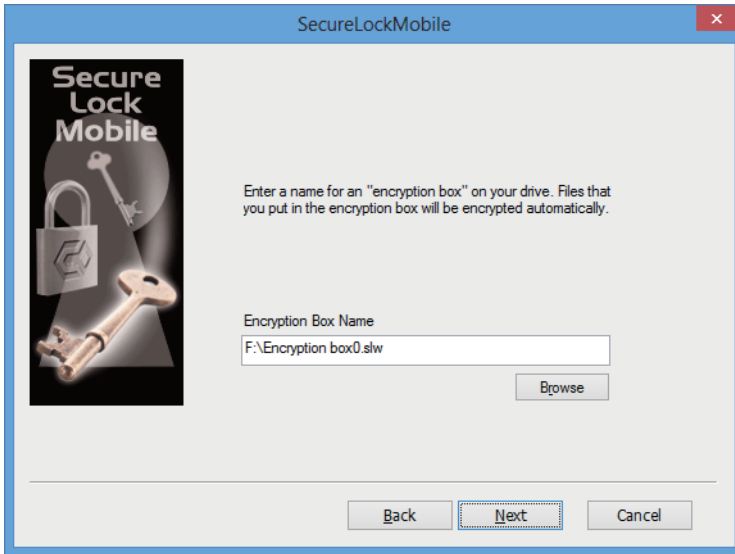 SecureLockMobile
Secure
Lock
Mobile
Enter a name for an "encryption box" on your drive. Files that
you put in the encryption box will be encrypted automatically.
Encryption Box Name
F:\Encryption box0.slw
Browse
Back
Next
Cancel